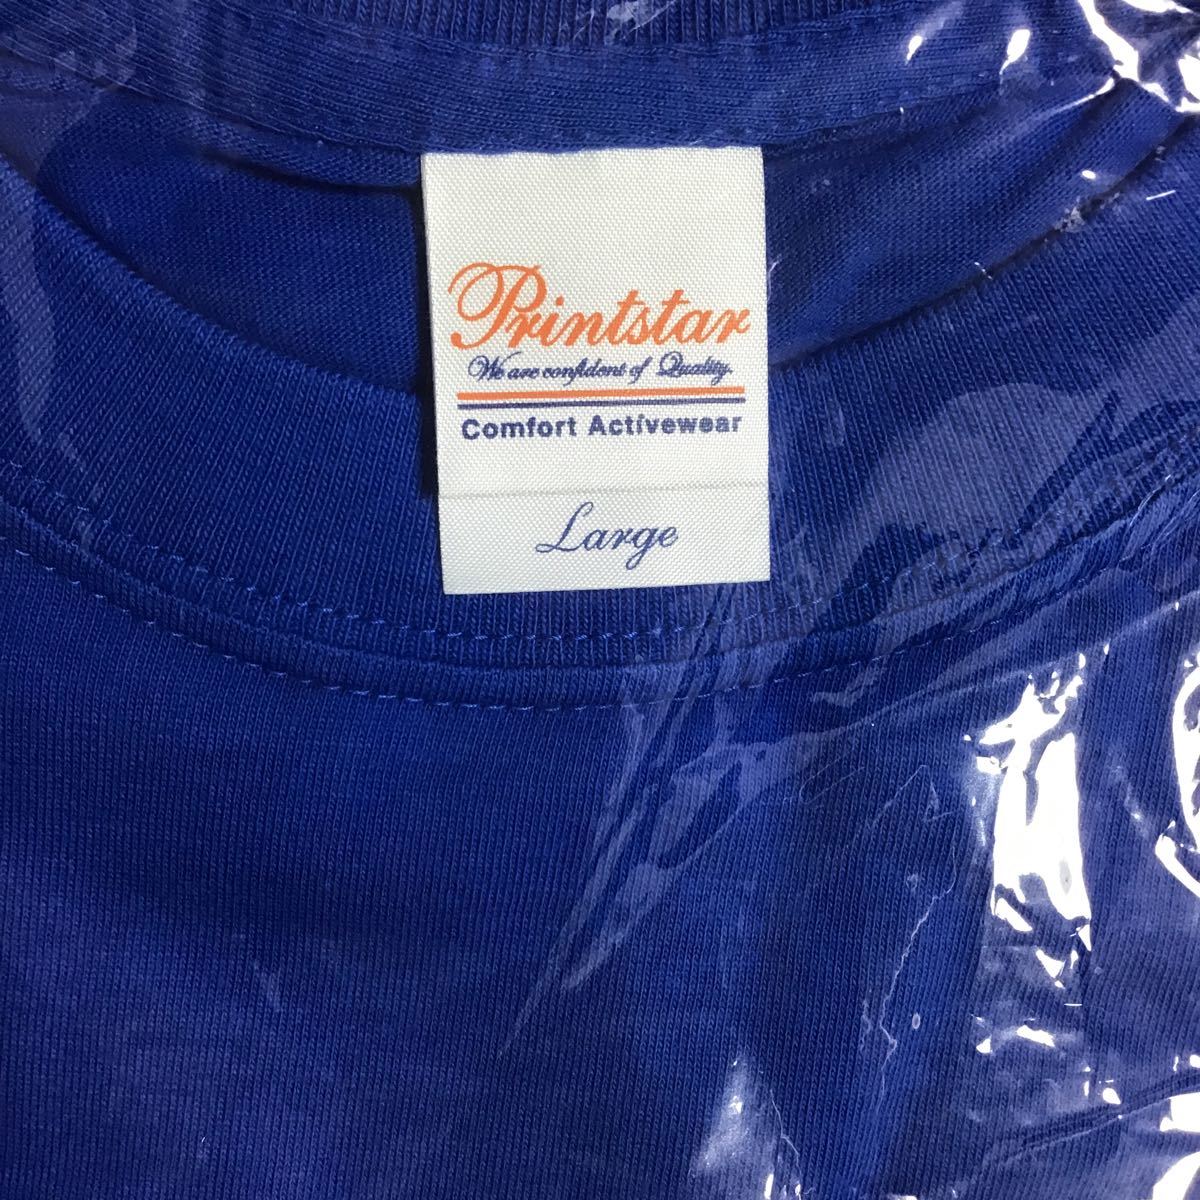 Printstar
We are confident of Quality.
Comfort Activewear
Large